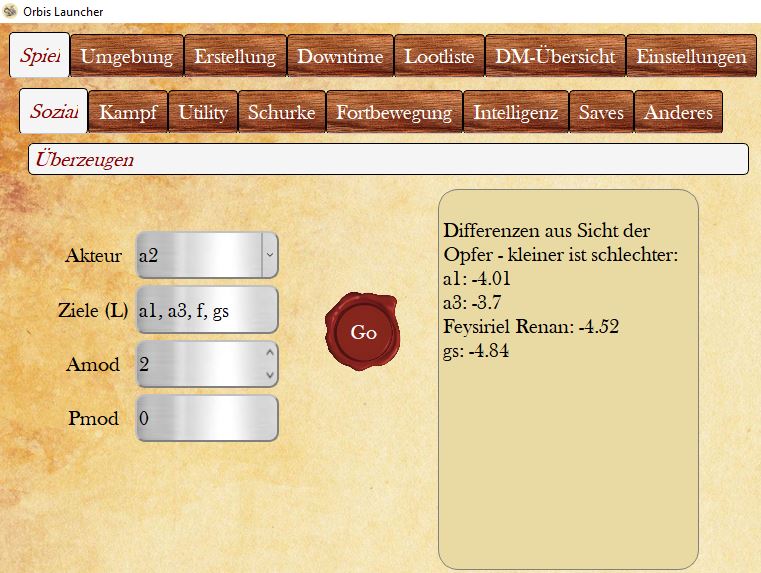 Orbis Launcher
Spiel Umgebung Erstellung Downtime Lootliste DM-Übersicht Einstellungen
Sozial Kampf Utility Schurke Fortbewegung Intelligenz Saves Anderes
Überzeugen
Akteur a2
Ziele (L) a1, a3, f, gs
Amod 2
Pmod 0
Go
Differenzen aus Sicht der
Opfer - kleiner ist schlechter:
a1: -4.01
a3: -3.7
Feysiriel Renan: -4.52
gs: -4.84